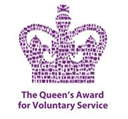 The Queen's Award
for Voluntary Service